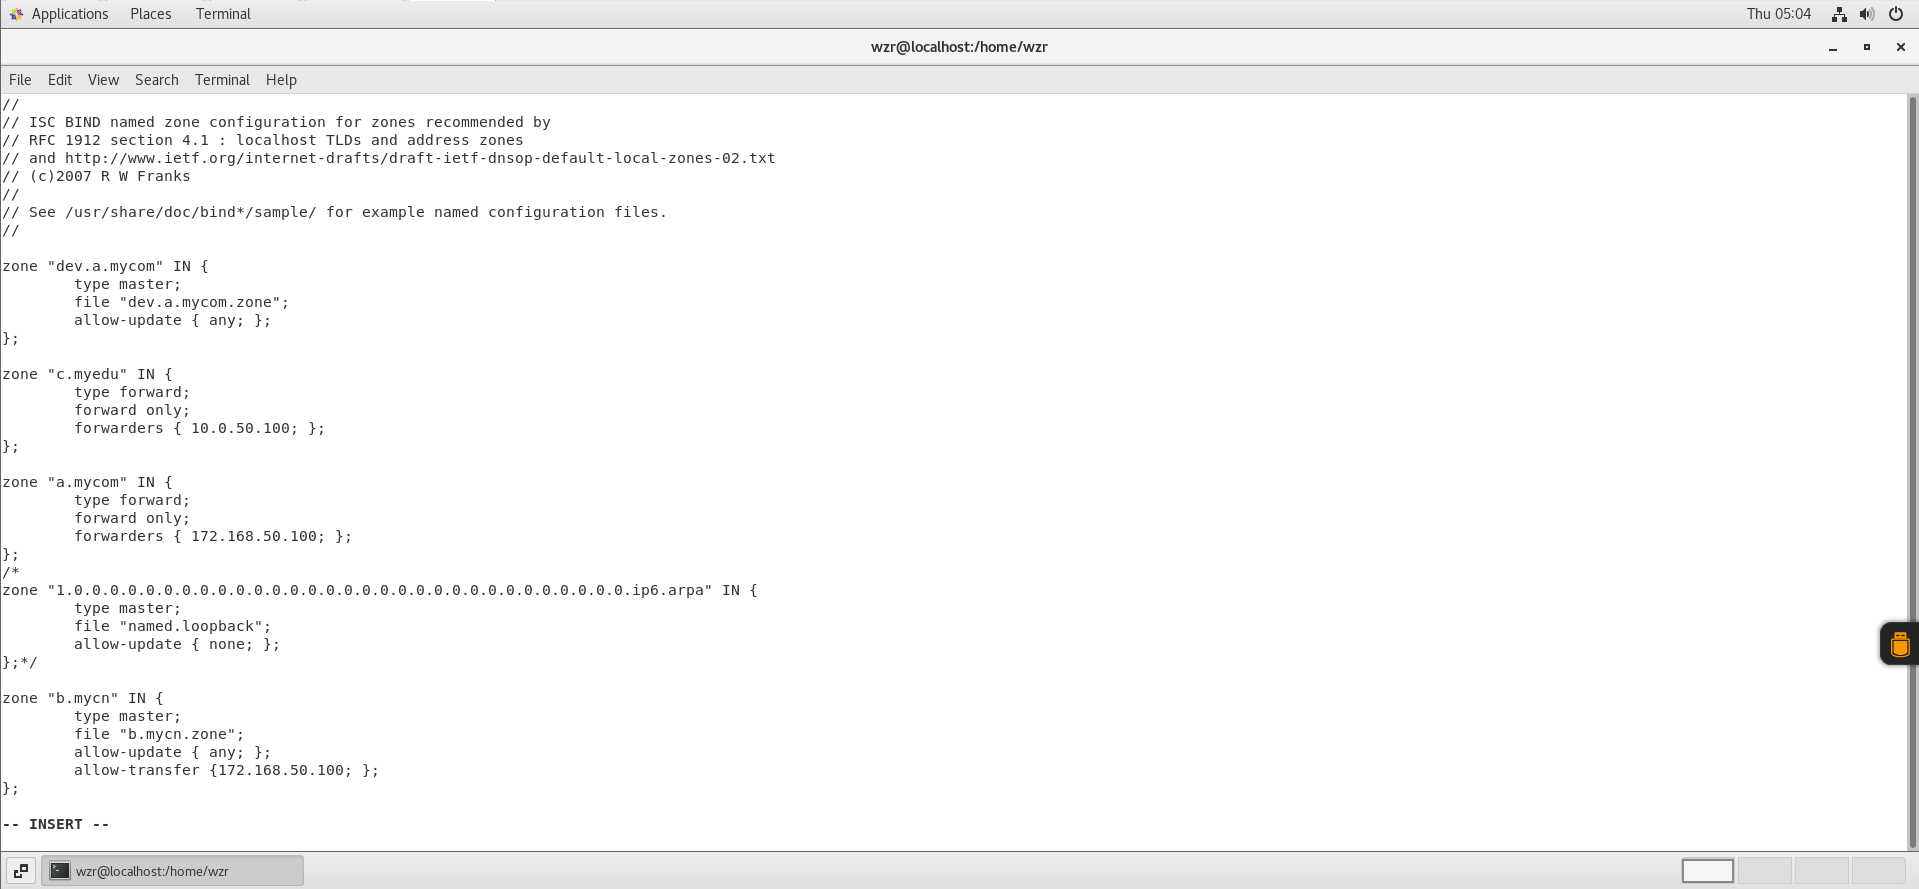 Applications Places Terminal Thu 05:04
wzr@localhost:/home/wzr
File Edit View Search Terminal Help
//
// ISC BIND named zone configuration for zones recommended by
// RFC 1912 section 4.1 : localhost TLDs and address zones
// and http://www.ietf.org/internet-drafts/draft-ietf-dnsop-default-local-zones-02.txt
// (c)2007 R W Franks
//
// See /usr/share/doc/bind*/sample/ for example named configuration files.
//
zone "dev.a.mycom" IN {
type master;
file "dev.a.mycom.zone";
allow-update { any; };
};
zone "c.myedu" IN {
type forward;
forward only;
forwarders { 10.0.50.100; };
};
zone "a.mycom" IN {
type forward;
forward only;
forwarders { 172.168.50.100; };
};
/*
zone "1.0.0.0.0.0.0.0.0.0.0.0.0.0.0.0.0.0.0.0.0.0.0.0.0.0.0.0.0.0.0.0.ip6.arpa" IN {
type master;
file "named.loopback";
allow-update { none; };
};*/
zone "b.mycn" IN {
type master;
file "b.mycn.zone";
allow-update { any; };
allow-transfer {172.168.50.100; };
};
-- INSERT --
wzr@localhost:/home/wzr